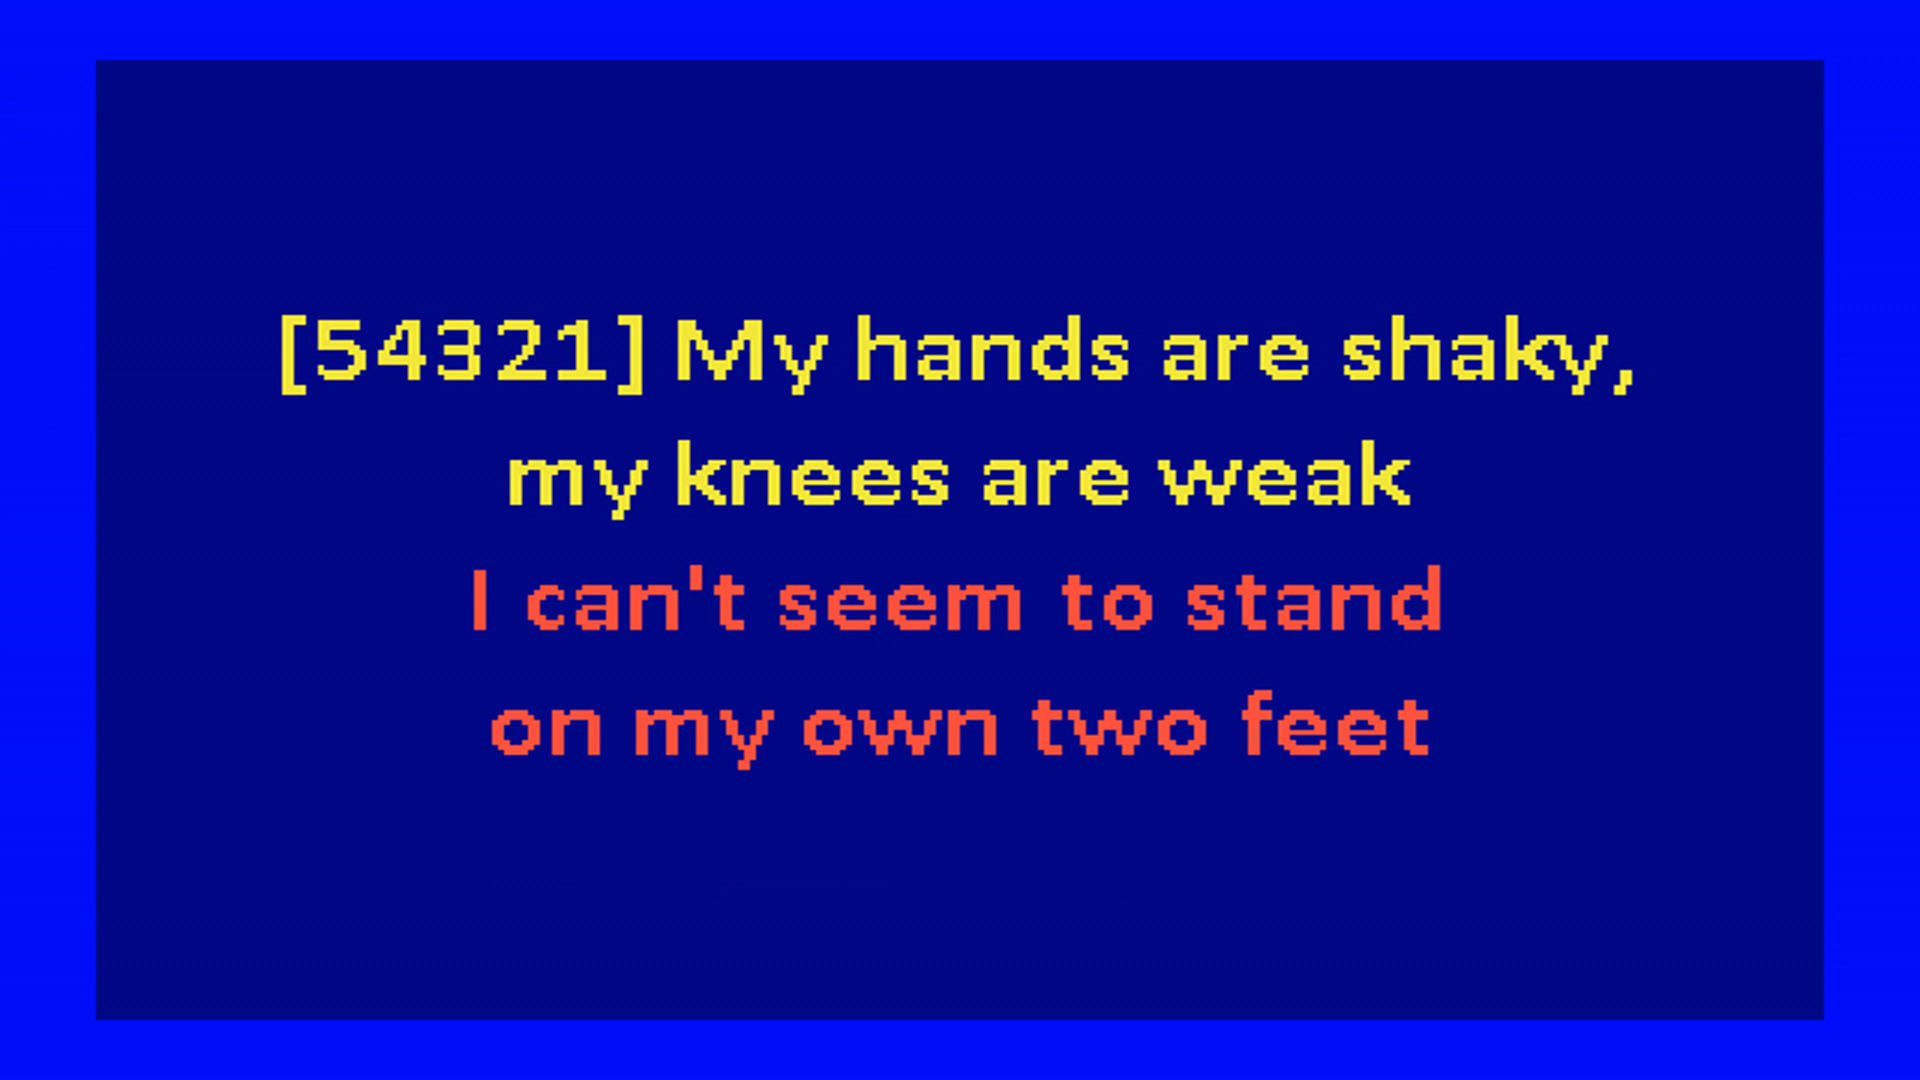 [54321] My hands are shaky,
my knees are weak
I can't seem to stand
on my own two feet